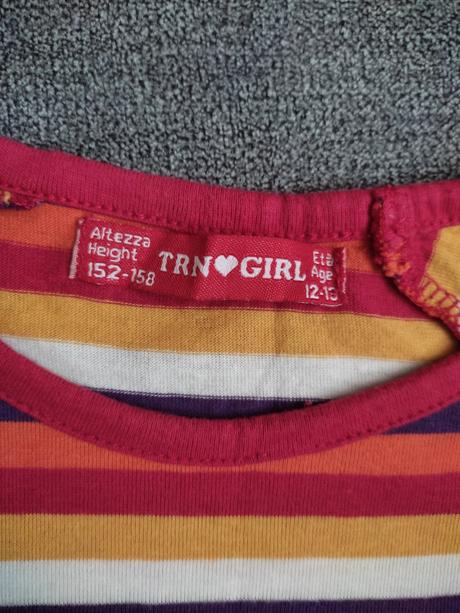 Altezza
Height
152-158
TRN♥GIRL
Età
Age
12-13